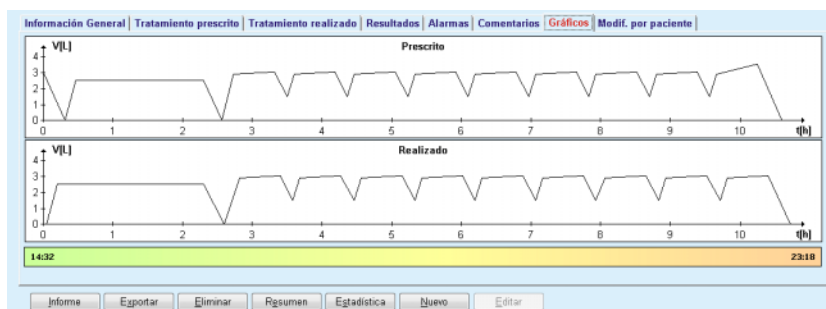 Información General Tratamiento prescrito Tratamiento realizado Resultados Alarmas Comentarios Gráficos Modif. por paciente
V[L] Prescrito
4
3
2
1
0
0 1 2 3 4 5 6 7 8 9 10 t[h]
V[L] Realizado
4
3
2
1
0
0 1 2 3 4 5 6 7 8 9 10 t[h]
14:32 23:18
Informe Exportar Eliminar Resumen Estadística Nuevo Editar